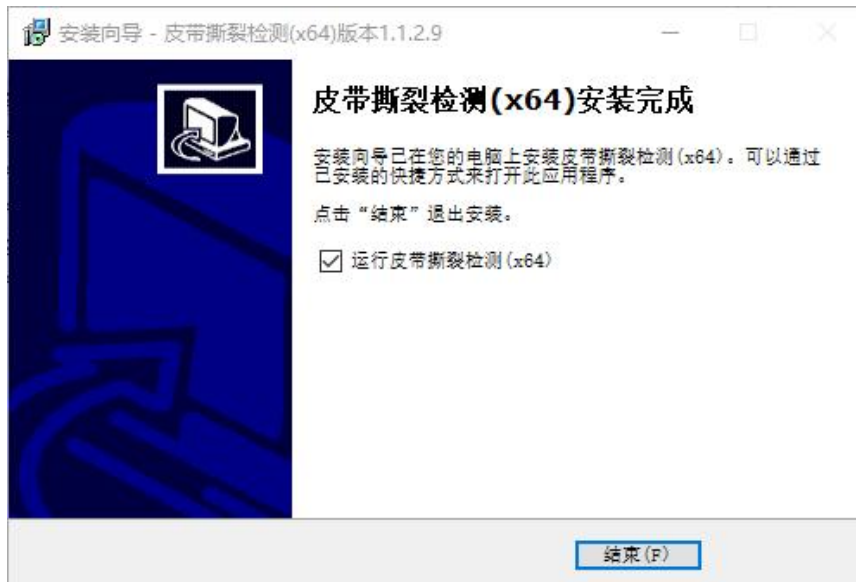 安装向导 - 皮带撕裂检测(x64)版本1.1.2.9
皮带撕裂检测(x64)安装完成
安装向导已在您的电脑上安装皮带撕裂检测(x64)。可以通过
已安装的快捷方式来打开此应用程序。
点击“结束”退出安装。
运行皮带撕裂检测(x64)
结束(F)